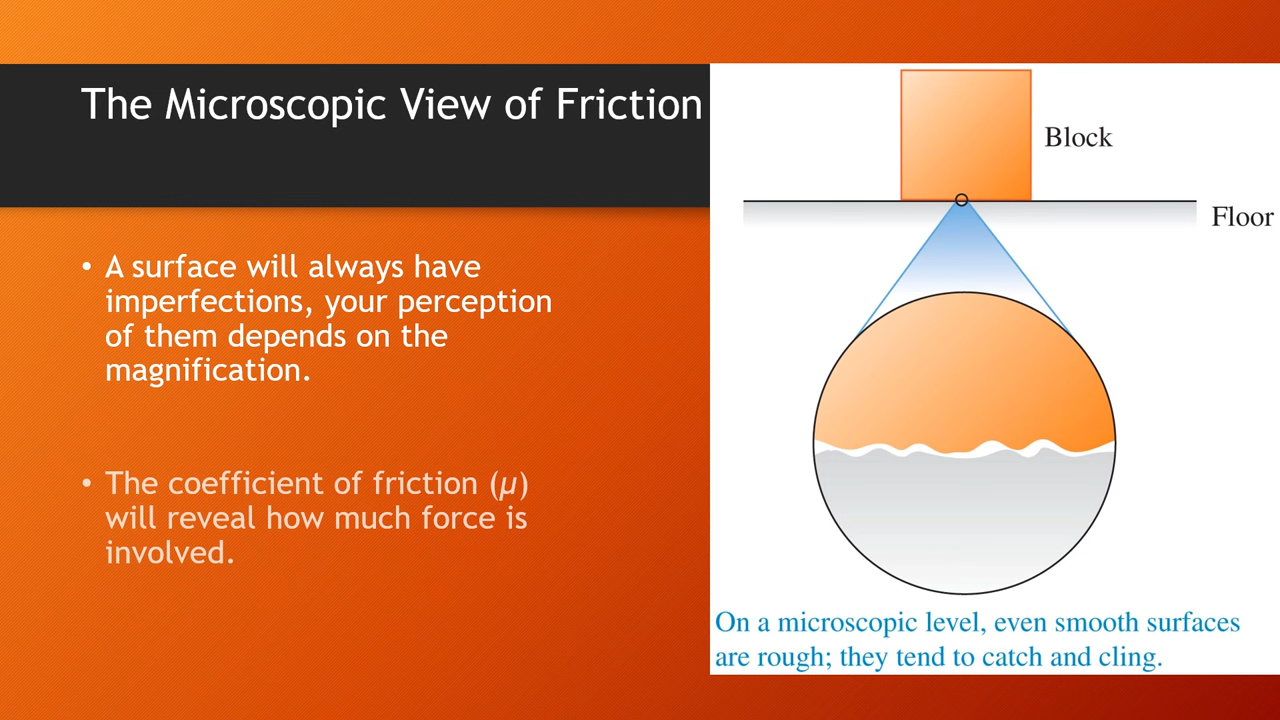 The Microscopic View of Friction
• A surface will always have
imperfections, your perception
of them depends on the
magnification.
• The coefficient of friction (μ)
will reveal how much force is
involved.
Block
Floor
On a microscopic level, even smooth surfaces
are rough; they tend to catch and cling.